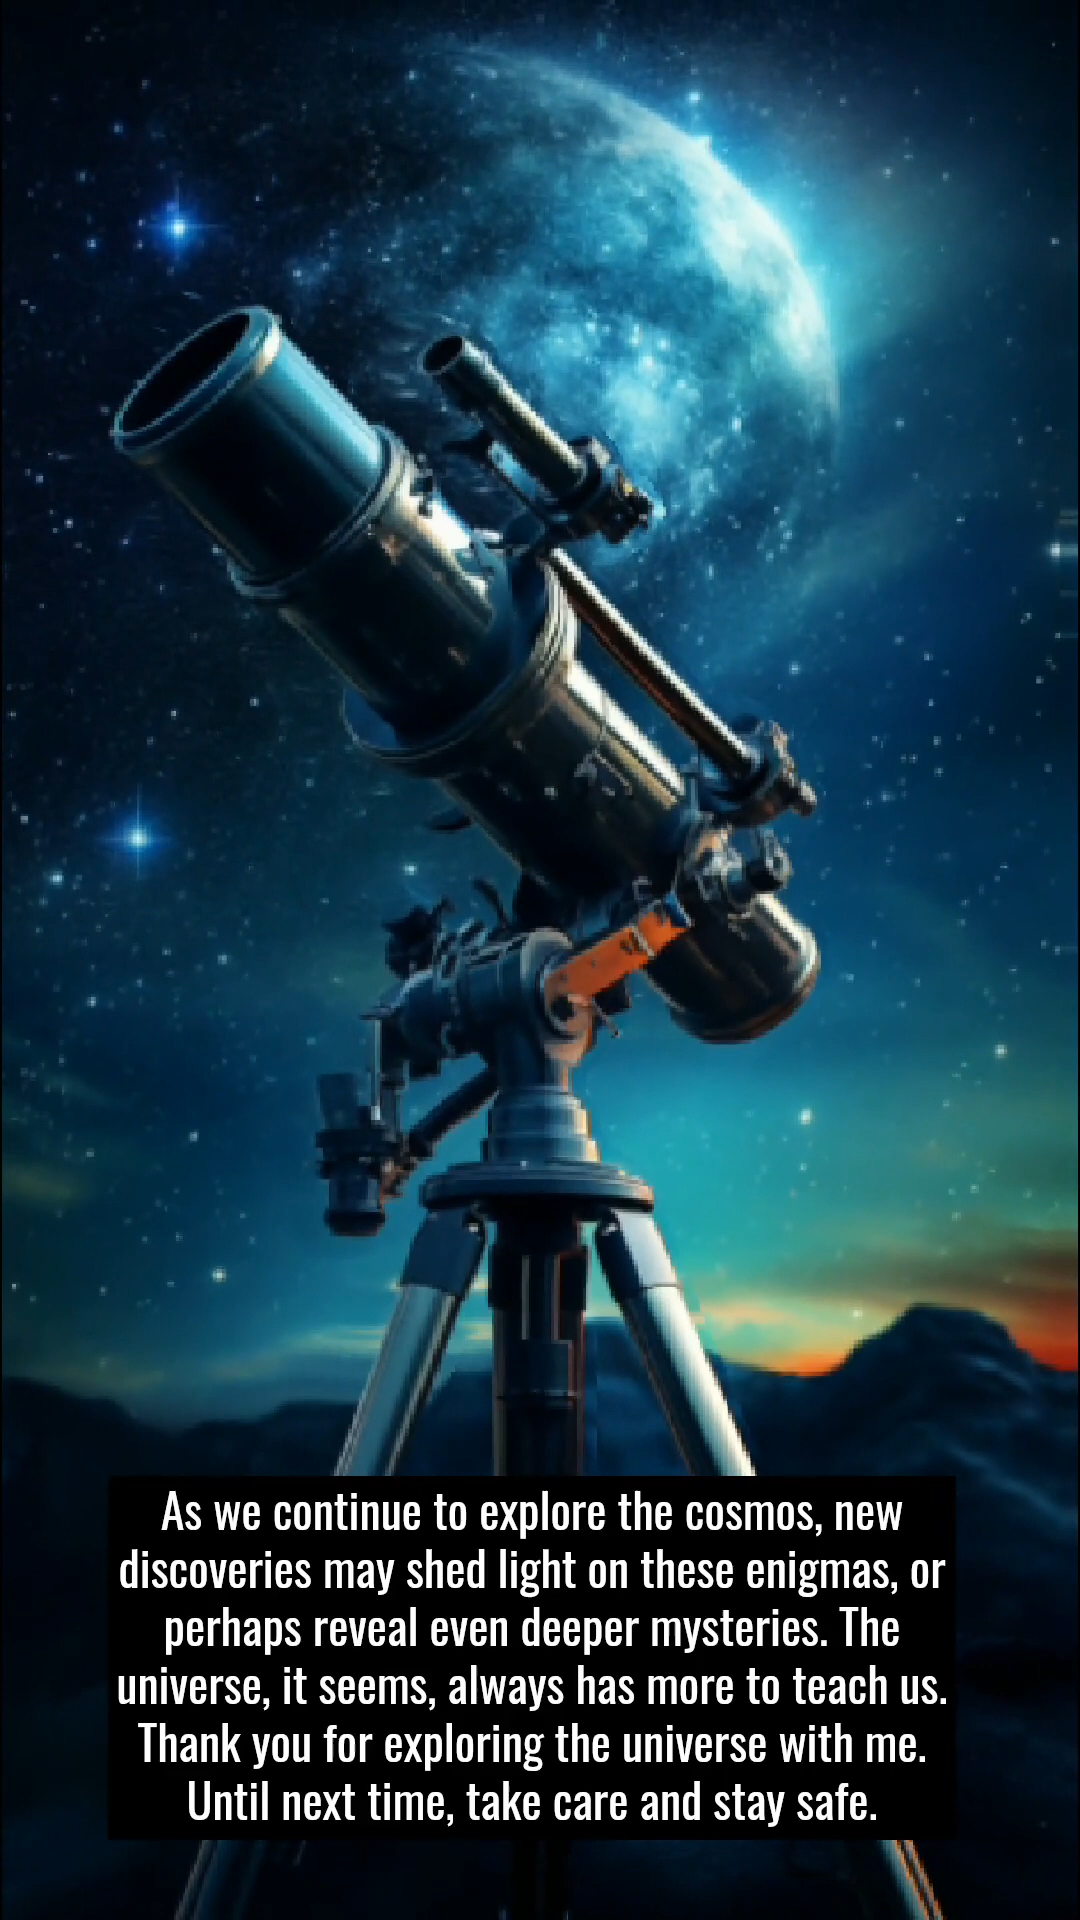 As we continue to explore the cosmos, new
discoveries may shed light on these enigmas, or
perhaps reveal even deeper mysteries. The
universe, it seems, always has more to teach us.
Thank you for exploring the universe with me.
Until next time, take care and stay safe.